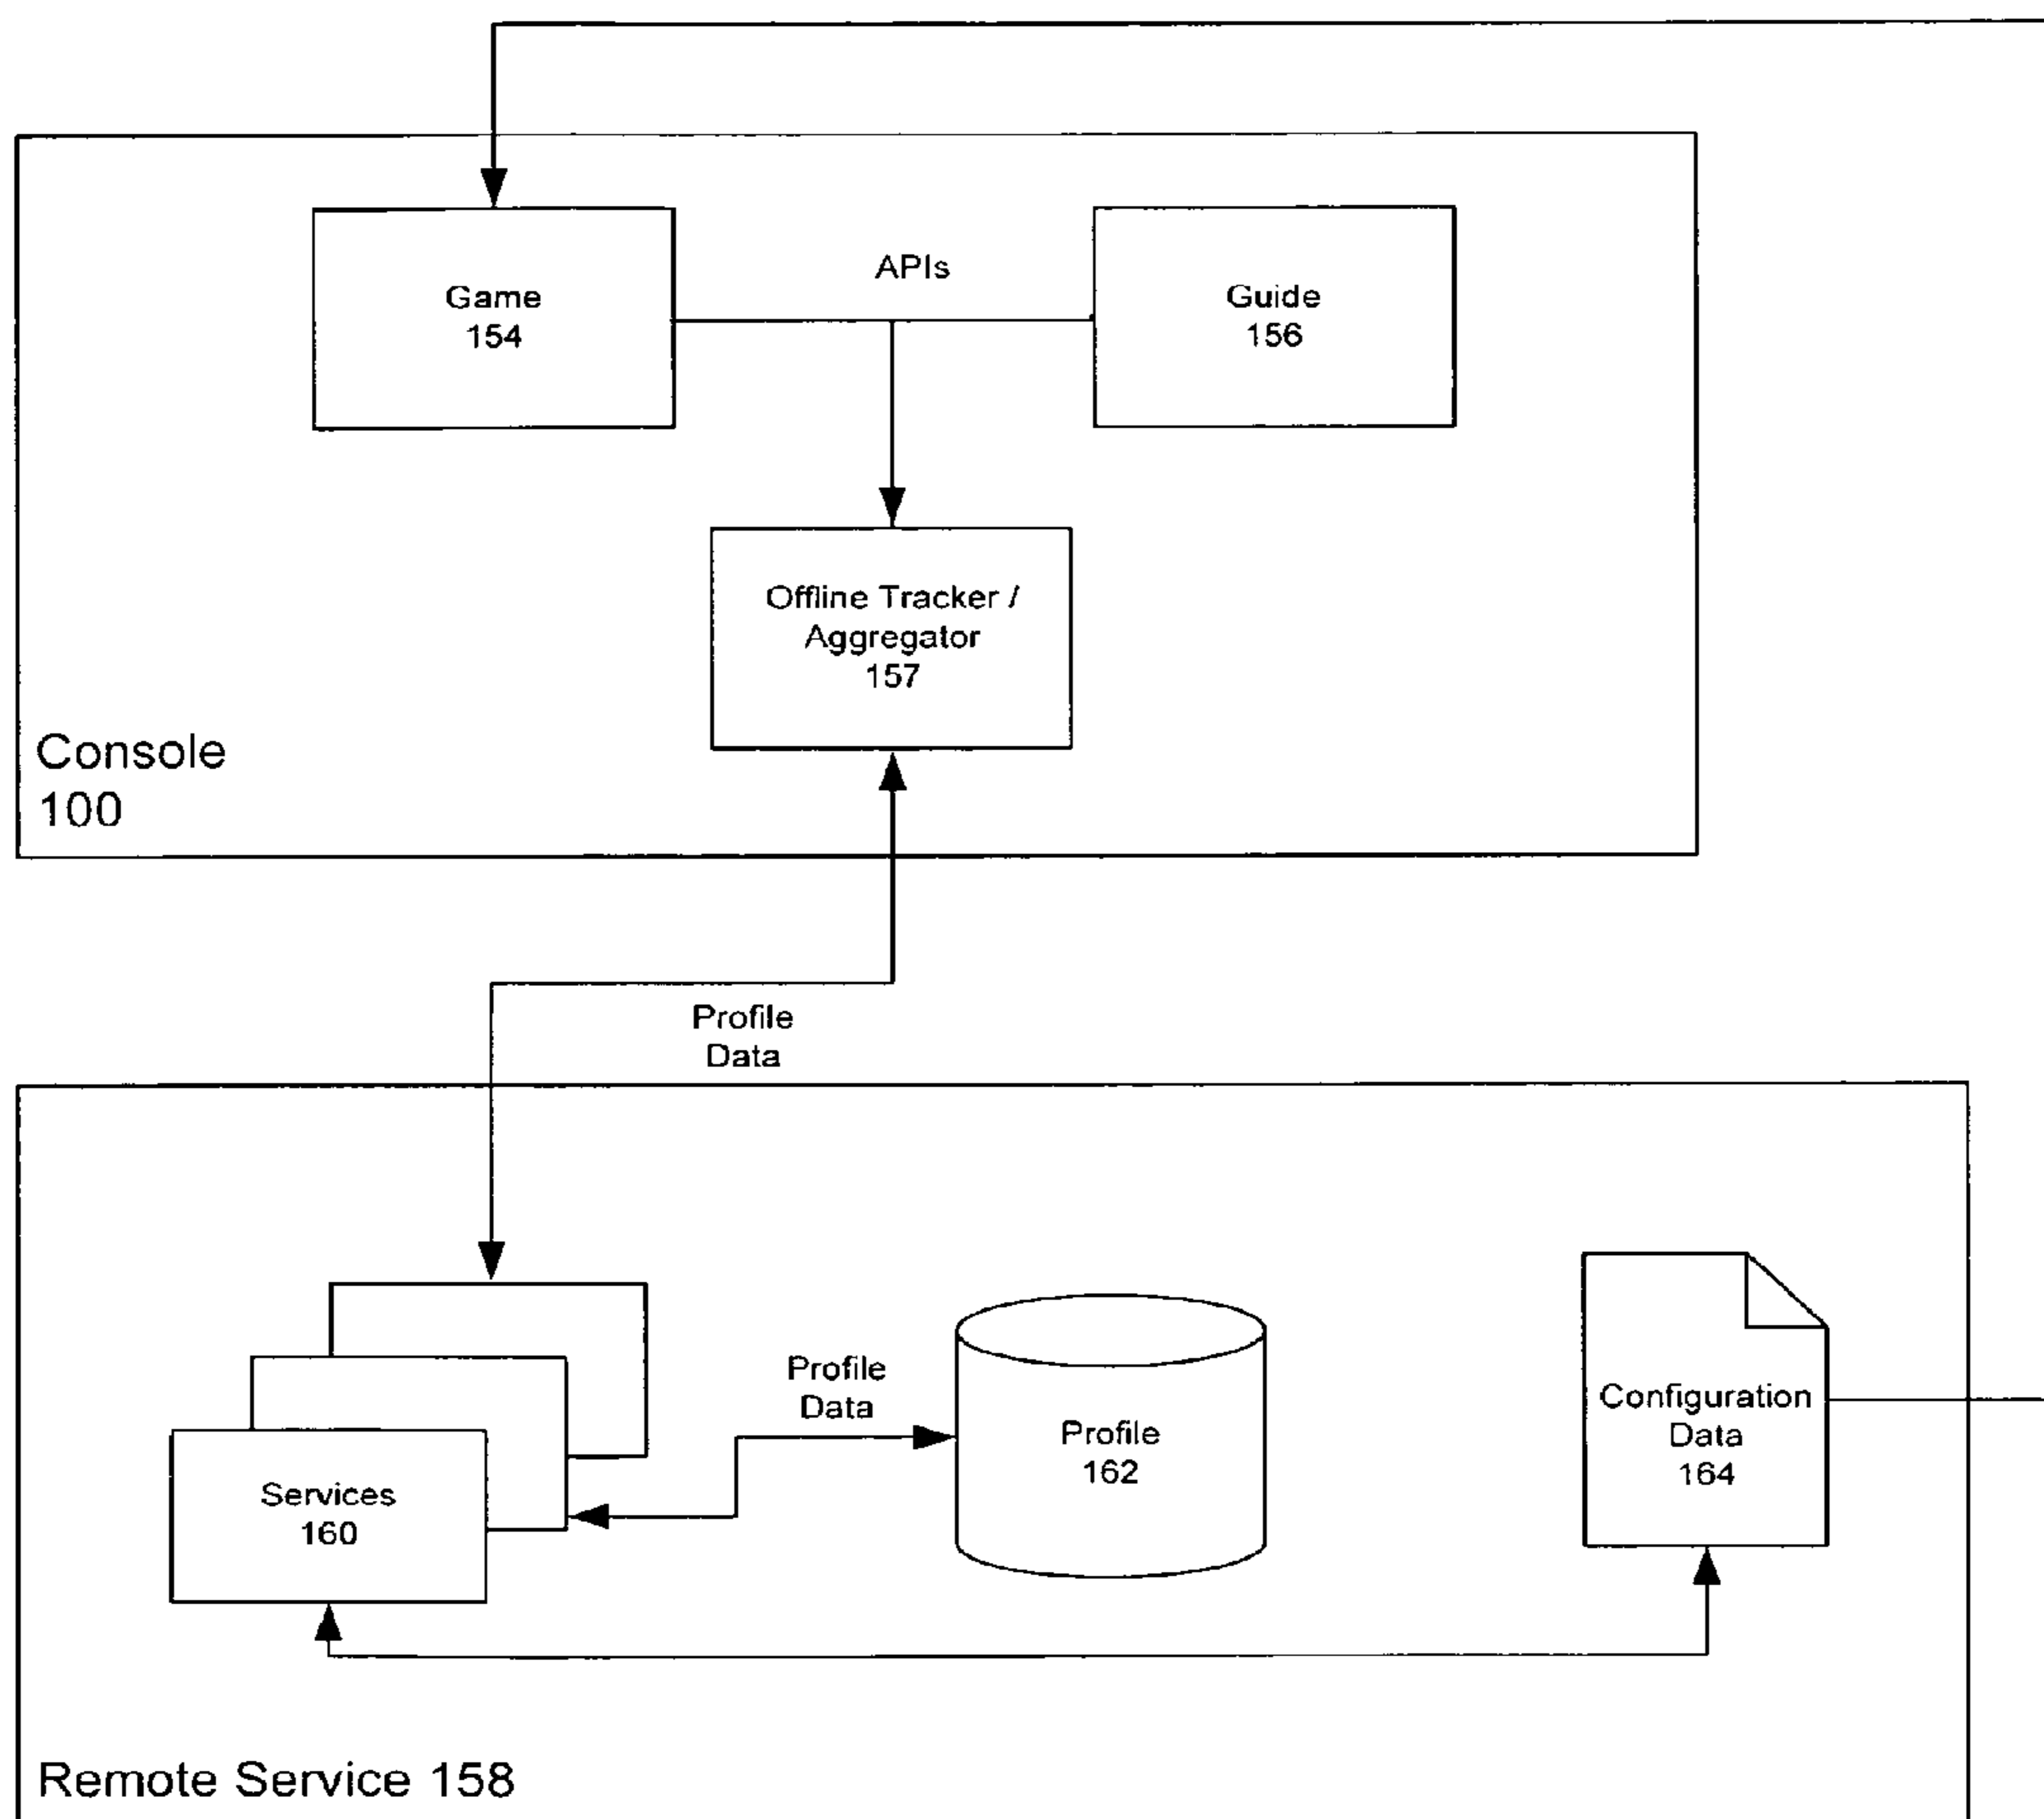 APIs
Game
154
Guide
156
Offline Tracker /
Aggregator
157
Console
100
Profile
Data
Profile
Data
Services
160
Profile
162
Configuration
Data
164
Remote Service 158